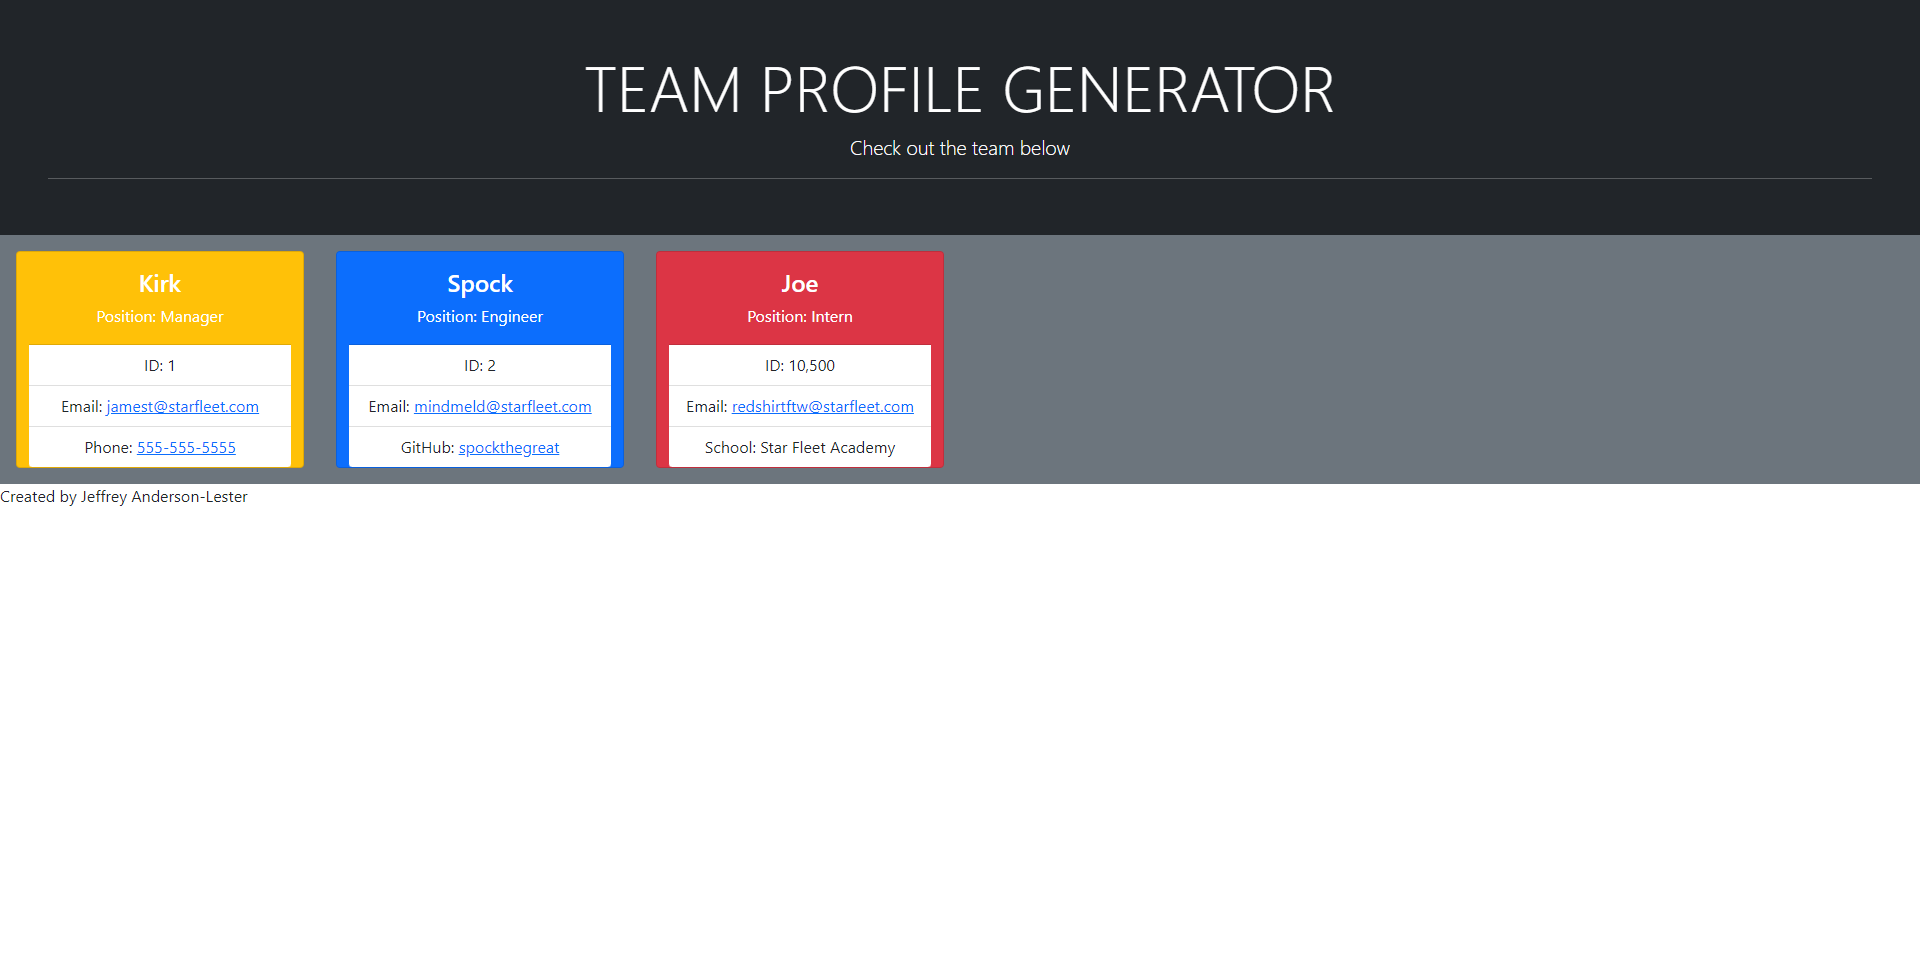 TEAM PROFILE GENERATOR
Check out the team below
Kirk
Position: Manager
ID: 1
Email: jamest@starfleet.com
Phone: 555-555-5555
Spock
Position: Engineer
ID: 2
Email: mindmeld@starfleet.com
GitHub: spockthegreat
Joe
Position: Intern
ID: 10,500
Email: redshirtftw@starfleet.com
School: Star Fleet Academy
Created by Jeffrey Anderson-Lester